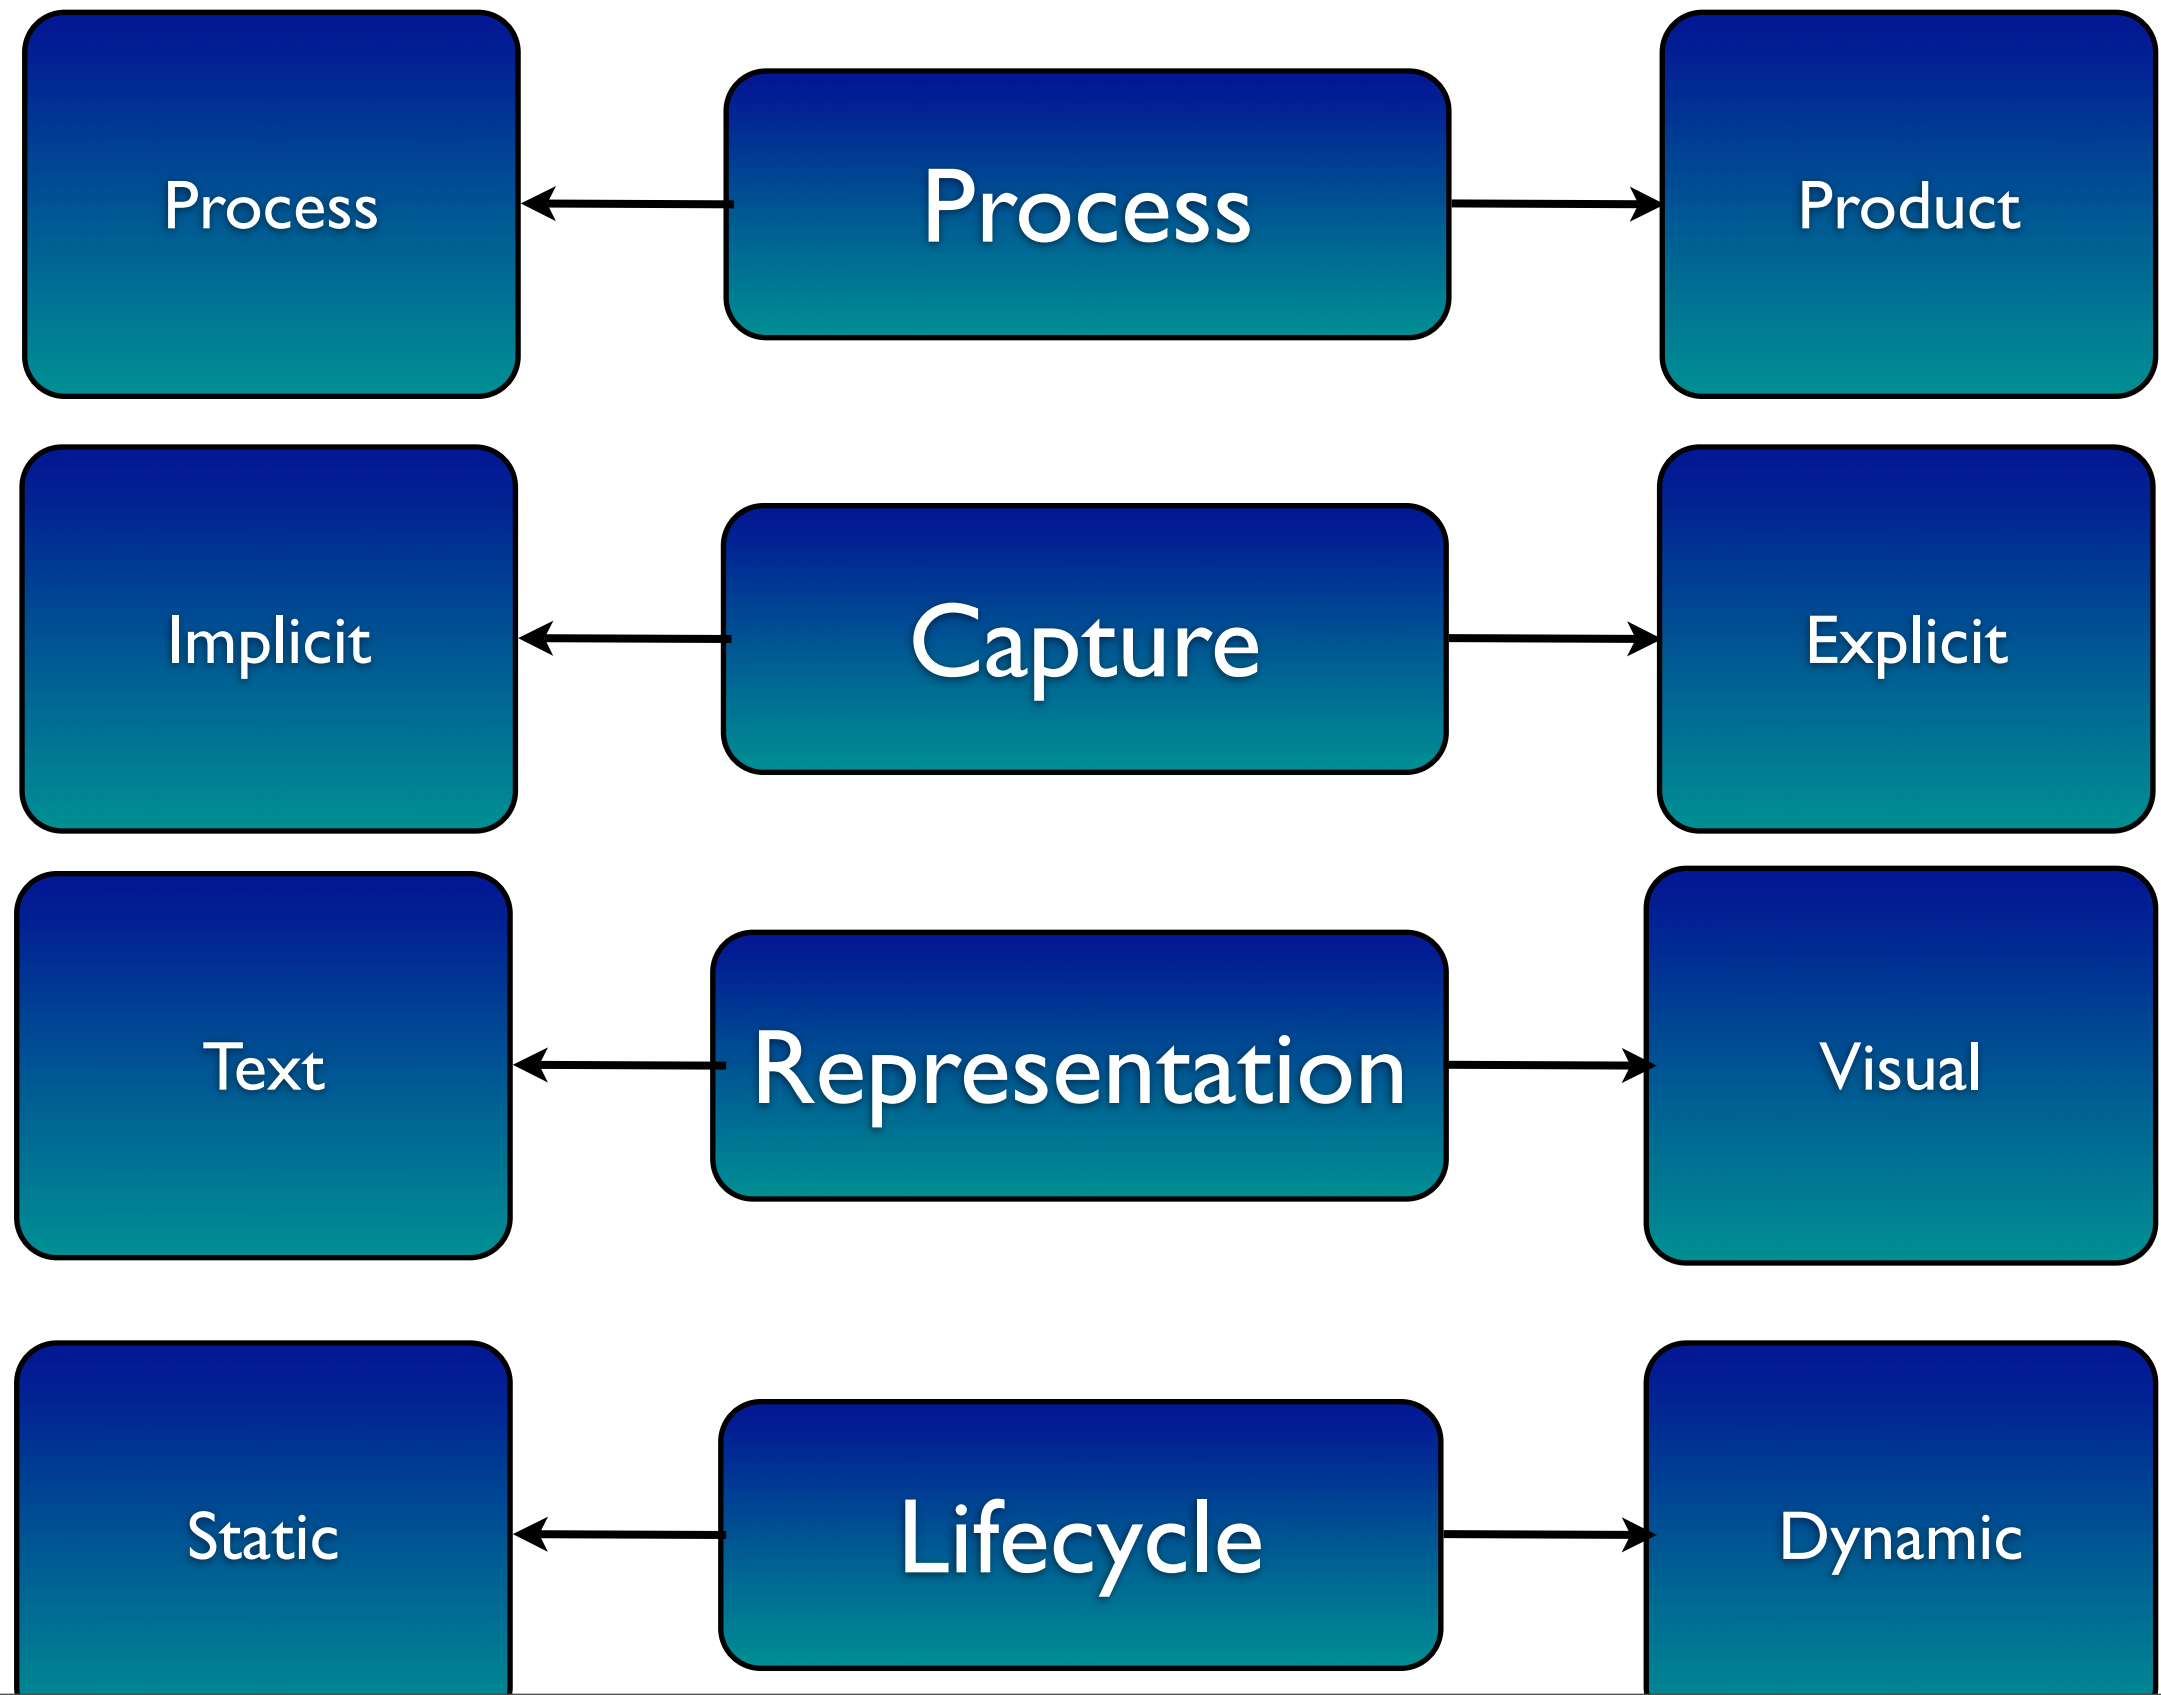 Process
Process
Product
Implicit
Capture
Explicit
Text
Representation
Visual
Static
Lifecycle
Dynamic